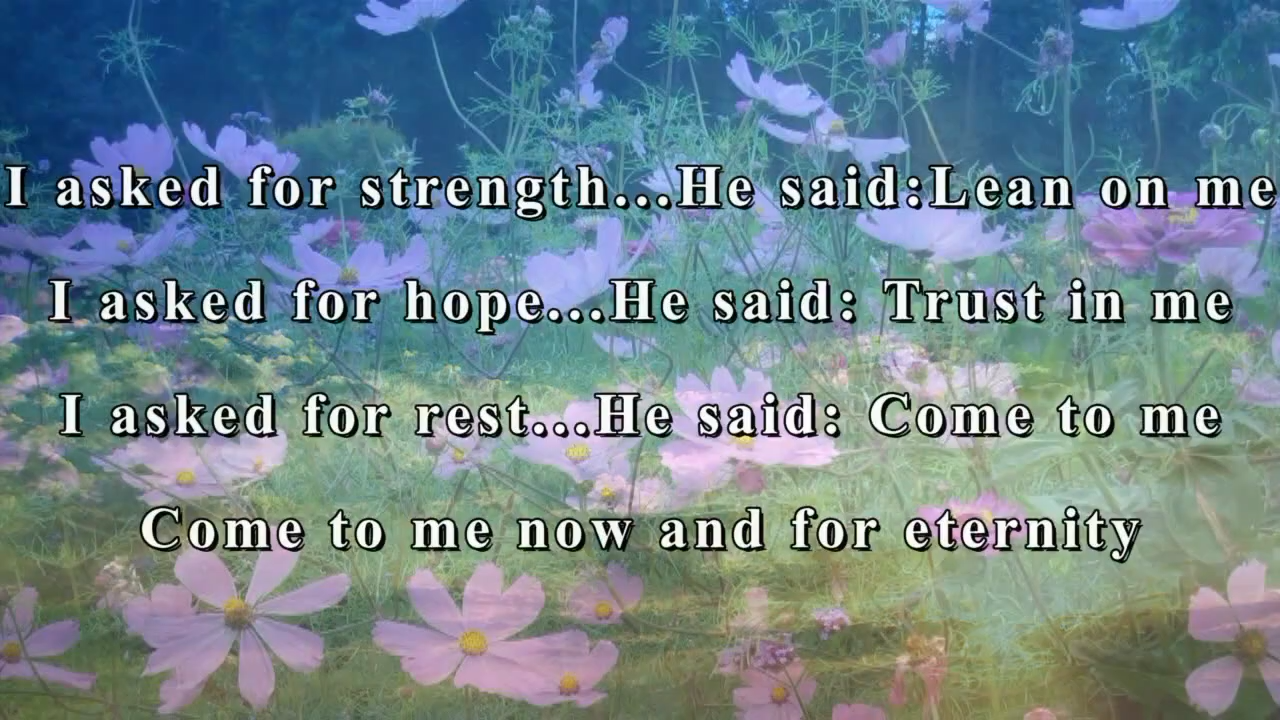 I asked for strength...He said:Lean on me
I asked for hope...He said: Trust in me
I asked for rest...He said: Come to me
Come to me now and for eternity